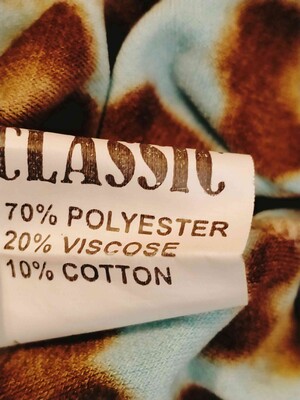 CLASSIC
70% POLYESTER
20% VISCOSE
10% COTTON